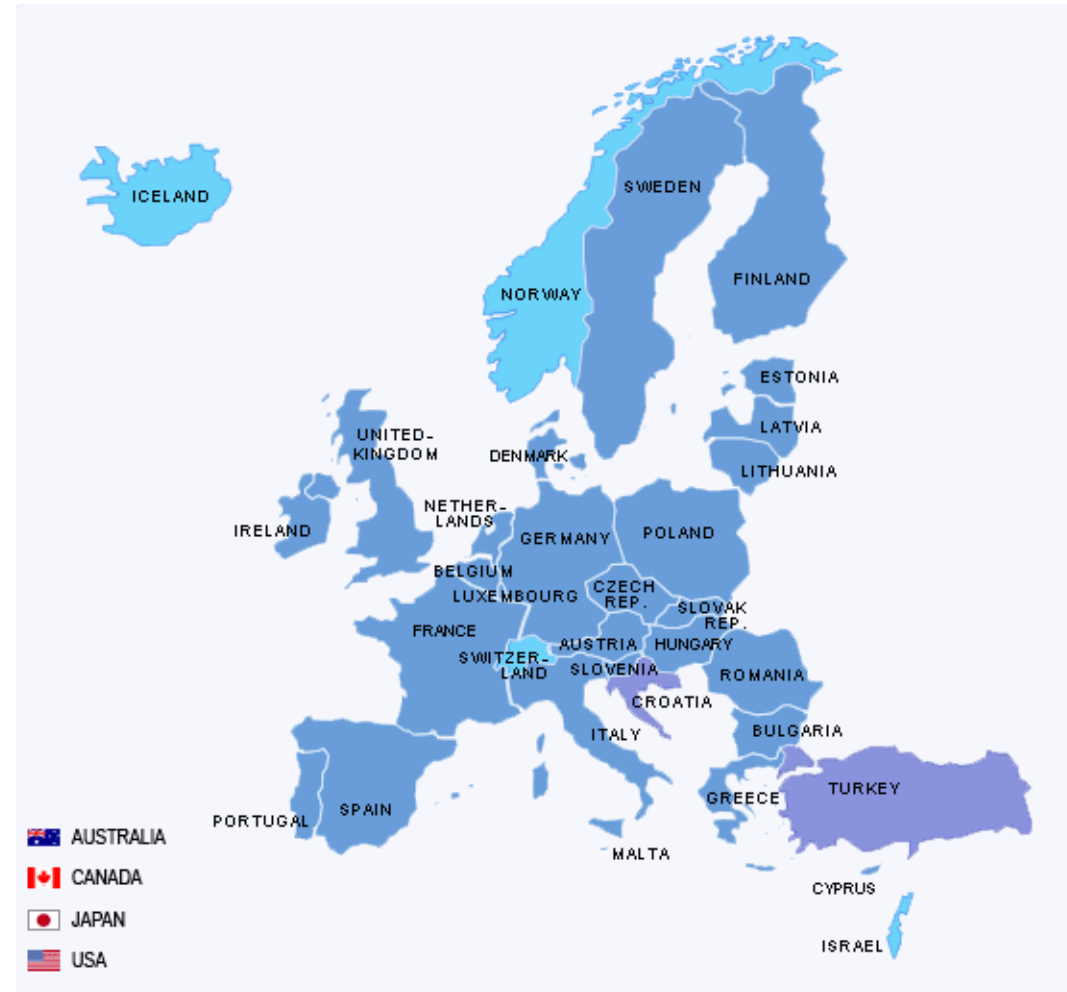 ICELAND
SWEDEN
FINLAND
NORWAY
ESTONIA
LATVIA
UNITED-
KINGDOM
DENMARK
LITHUANIA
NETHER-
LANDS
IRELAND
GERMANY
POLAND
BELGIUM
LUXEMBOURG
CZECH
REP.
SLOVAK
REP.
FRANCE
AUSTRIA
HUNGARY
SWITZER-
LAND
SLOVENIA
ROMANIA
CROATIA
ITALY
BULGARIA
TURKEY
GREECE
SPAIN
PORTUGAL
MALTA
CYPRUS
ISRAEL
AUSTRALIA
CANADA
JAPAN
USA